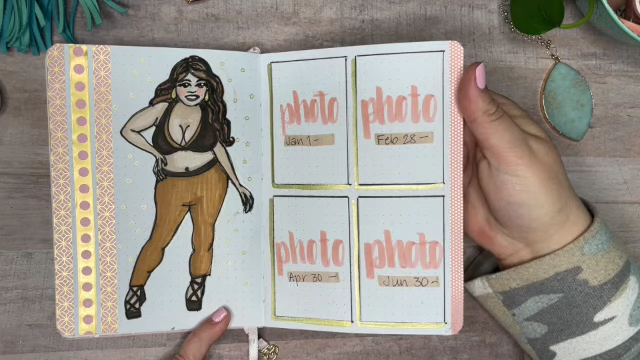 photo
Jan 1 -
photo
Feb 28 -
photo
Apr 30 -
photo
Jun 30 -